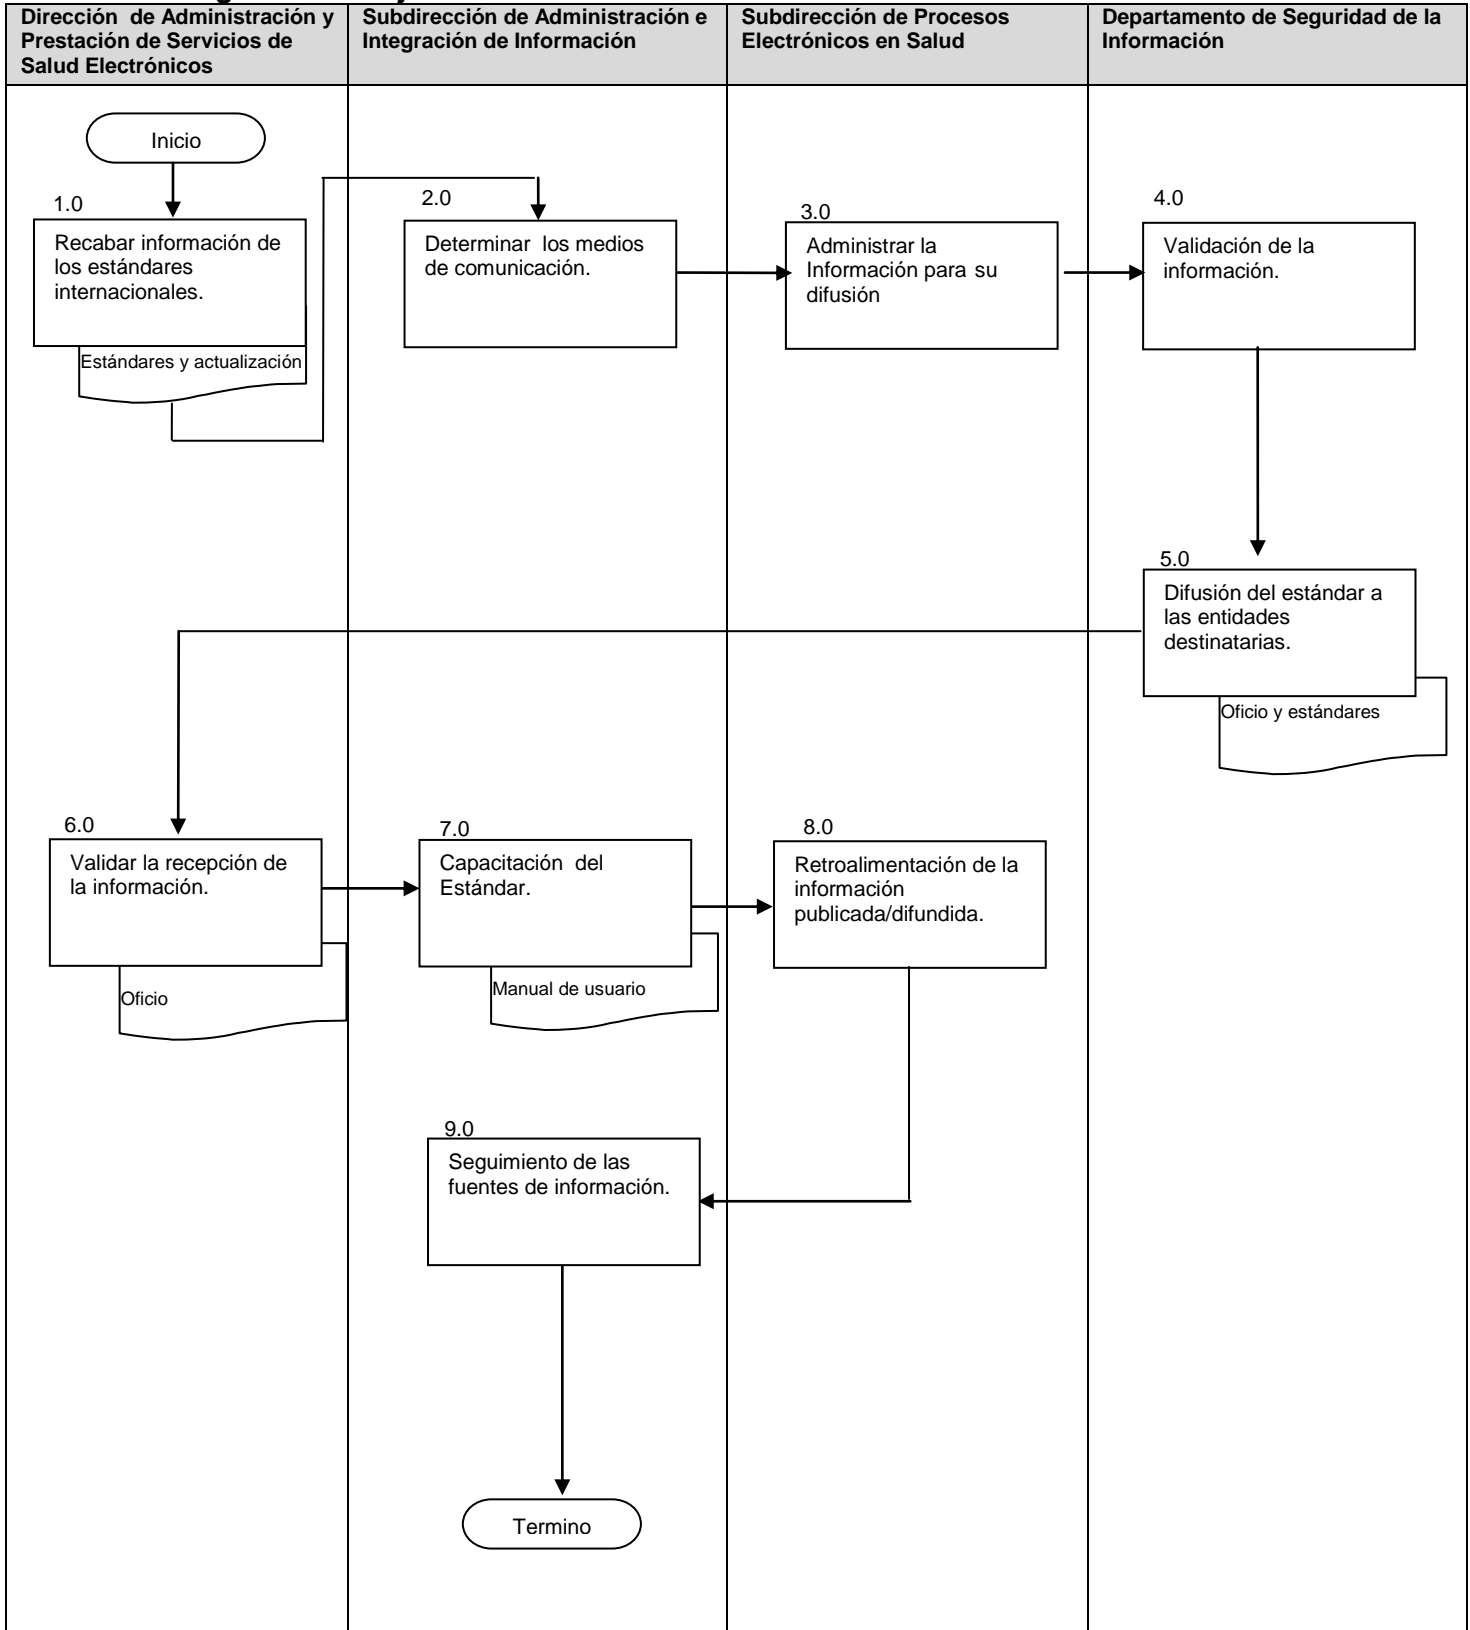 Dirección  de Administración y
Prestación de Servicios de
Salud Electrónicos
Subdirección de Administración e
Integración de Información
Subdirección de Procesos
Electrónicos en Salud
Departamento de Seguridad de la
Información
Inicio
1.0
Recabar información de
los estándares
internacionales.
Estándares y actualización
2.0
Determinar  los medios
de comunicación.
3.0
Administrar la
Información para su
difusión
4.0
Validación de la
información.
5.0
Difusión del estándar a
las entidades
destinatarias.
Oficio y estándares
6.0
Validar la recepción de
la información.
Oficio
7.0
Capacitación  del
Estándar.
Manual de usuario
8.0
Retroalimentación de la
información
publicada/difundida.
9.0
Seguimiento de las
fuentes de información.
Termino